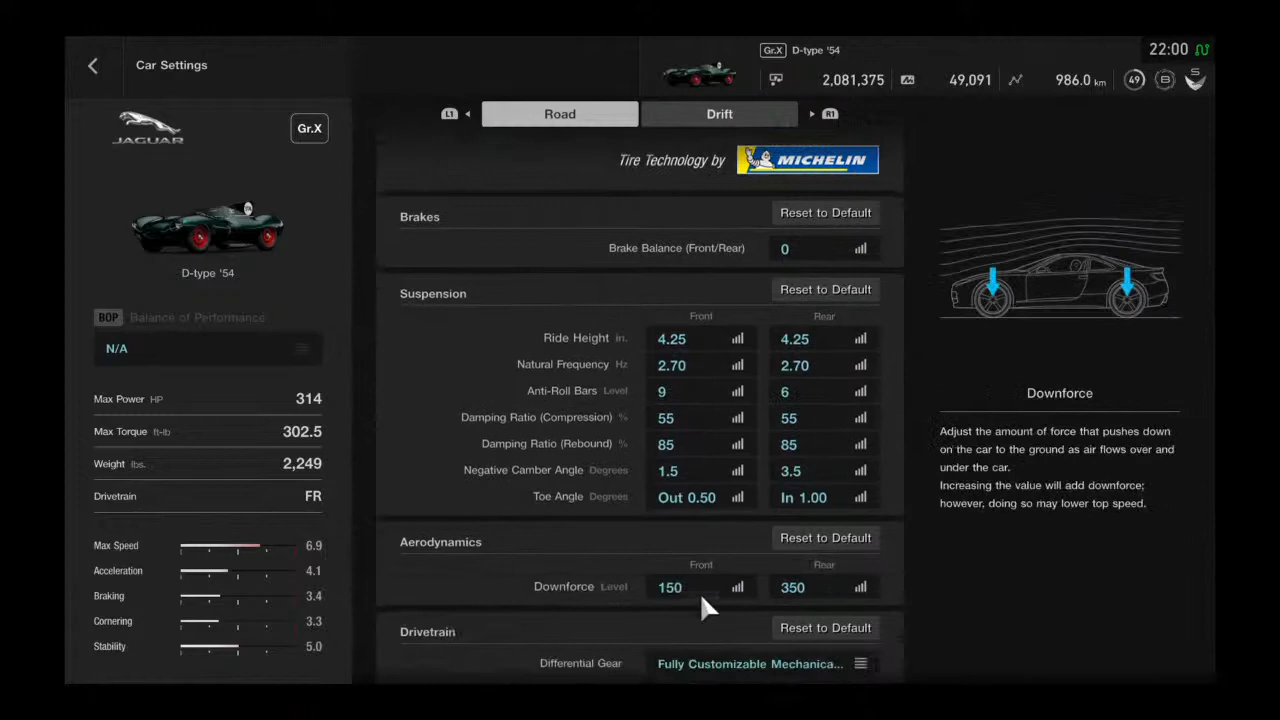 22:00
Gr.X D-type '54
2,081,375 49,091 986.0 km 49 B S
Car Settings
L1 Road Drift R1
JAGUAR
Gr.X
Tire Technology by MICHELIN
Brakes Reset to Default
Brake Balance (Front/Rear) 0
D-type '54
Suspension Reset to Default
Front Rear
BOP Balance of Performance
N/A
Ride Height in. 4.25 4.25
Natural Frequency Hz 2.70 2.70
Anti-Roll Bars Level 9 6
Damping Ratio (Compression) % 55 55
Damping Ratio (Rebound) % 85 85
Negative Camber Angle Degrees 1.5 3.5
Toe Angle Degrees Out 0.50 In 1.00
Max Power HP 314
Max Torque ft-lb 302.5
Weight lbs. 2,249
Drivetrain FR
Max Speed 6.9
Acceleration 4.1
Braking 3.4
Cornering 3.3
Stability 5.0
Aerodynamics Reset to Default
Front Rear
Downforce Level 150 350
Drivetrain Reset to Default
Differential Gear Fully Customizable Mechanica...
Downforce
Adjust the amount of force that pushes down
on the car to the ground as air flows over and
under the car.
Increasing the value will add downforce;
however, doing so may lower top speed.